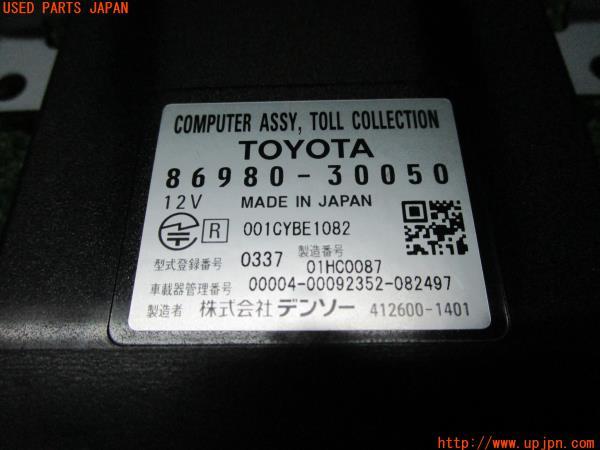 USED PARTS JAPAN
COMPUTER ASSY, TOLL COLLECTION
TOYOTA
86980-30050
12V MADE IN JAPAN
R 001CYBE1082
型式登録番号 0337 製造番号 01HC0087
車載器管理番号 00004-00092352-082497
製造者 株式会社 デンソー 412600-1401
http://www.upjpn.com